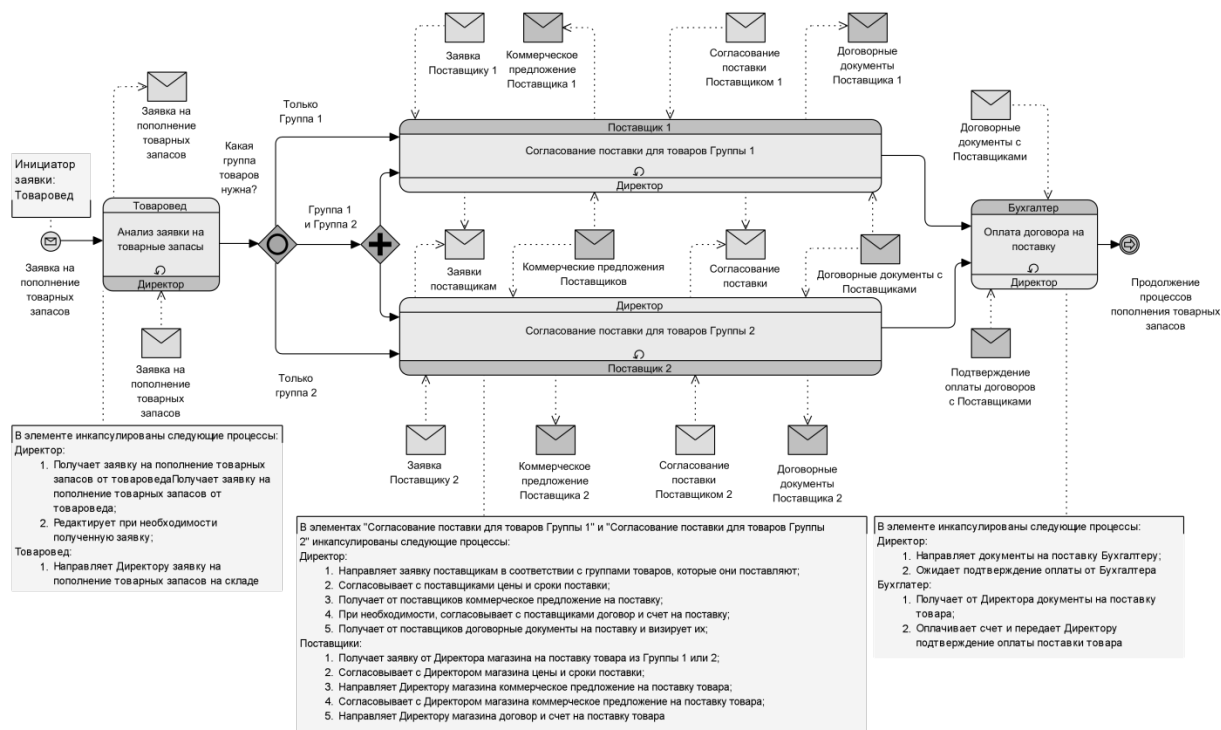 Заявка
Поставщику 1
Коммерческое
предложение
Поставщика 1
Согласование
поставки
Поставщиком 1
Договорные
документы
Поставщика 1
Заявка на
пополнение
товарных
запасов
Только
Группа 1
Договорные
документы с
Поставщиками
Какая
группа
товаров
нужна?
Поставщик 1
Согласование поставки для товаров Группы 1
Директор
Инициатор
заявки:
Товаровед
Товаровед
Анализ заявки на
товарные запасы
Директор
Группа 1
и Группа 2
Бухгалтер
Оплата договора на
поставку
Директор
Заявка на
пополнение
товарных
запасов
Заявки
поставщикам
Коммерческие предложения
Поставщиков
Согласование
поставки
Договорные документы с
Поставщиками
Продолжение
процессов
пополнения товарных
запасов
Директор
Согласование поставки для товаров Группы 2
Поставщик 2
Заявка на
пополнение
товарных
запасов
Только
группа 2
Подтверждение
оплаты договоров
с Поставщиками
Заявка
Поставщику 2
Коммерческое
предложение
Поставщика 2
Согласование
поставки
Поставщиком 2
Договорные
документы
Поставщика 2
В элементе инкапсулированы следующие процессы:
Директор:
1. Получает заявку на пополнение товарных
запасов от товароведаПолучает заявку на
пополнение товарных запасов от
товароведа;
2. Редактирует при необходимости
полученную заявку;
Товаровед:
1. Направляет Директору заявку на
пополнение товарных запасов на складе
В элементах "Согласование поставки для товаров Группы 1" и "Согласование поставки для товаров Группы
2" инкапсулированы следующие процессы:
Директор:
1. Направляет заявку поставщикам в соответствии с группами товаров, которые они поставляют;
2. Согласовывает с поставщиками цены и сроки поставки;
3. Получает от поставщиков коммерческое предложение на поставку;
4. При необходимости, согласовывает с поставщиками договор и счет на поставку;
5. Получает от поставщиков договорные документы на поставку и визирует их;
Поставщики:
1. Получает заявку от Директора магазина на поставку товара из Группы 1 или 2;
2. Согласовывает с Директором магазина цены и сроки поставки;
3. Направляет Директору магазина коммерческое предложение на поставку товара;
4. Согласовывает с Директором магазина коммерческое предложение на поставку товара;
5. Направляет Директору магазина договор и счет на поставку товара
В элементе инкапсулированы следующие процессы:
Директор:
1. Направляет документы на поставку Бухгалтеру;
2. Ожидает подтверждение оплаты от Бухгалтера
Бухглатер:
1. Получает от Директора документы на поставку
товара;
2. Оплачивает счет и передает Директору
подтверждение оплаты поставки товара